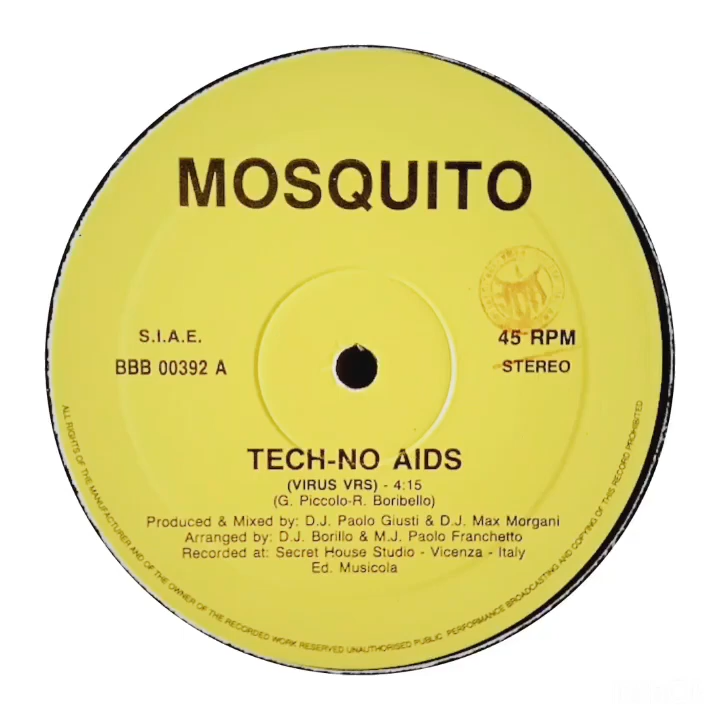 MOSQUITO
S.I.A.E.
BBB 00392 A
45 RPM
STEREO
TECH-NO AIDS
(VIRUS VRS) - 4:15
(G. Piccolo-R. Boribello)
Produced & Mixed by: D.J. Paolo Giusti & D.J. Max Morgani
Arranged by: D.J. Borillo & M.J. Paolo Franchetto
Recorded at: Secret House Studio - Vicenza - Italy
Ed. Musicola
ALL RIGHTS OF THE MANUFACTURER AND OF THE OWNER OF THE RECORDED WORK RESERVED UNAUTHORISED PUBLIC PERFORMANCE BROADCASTING AND COPYING OF THIS RECORD PROHIBITED